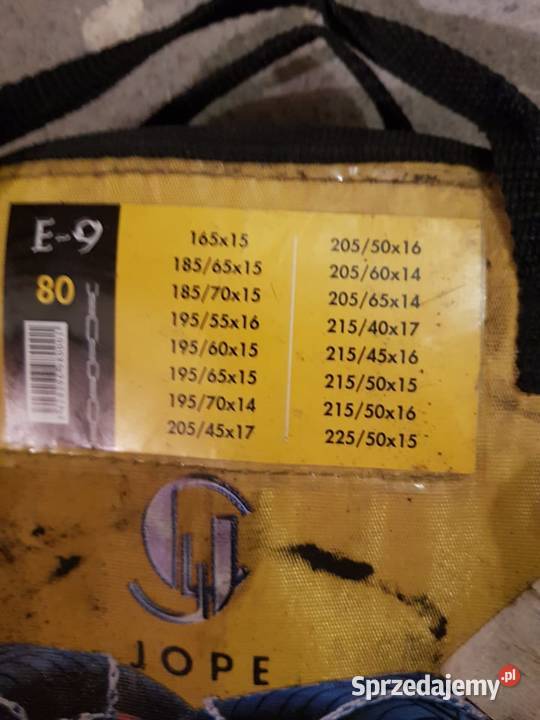 E-9
80
165x15
185/65x15
185/70x15
195/55x16
195/60x15
195/65x15
195/70x14
205/45x17
205/50x16
205/60x14
205/65x14
215/40x17
215/45x16
215/50x15
215/50x16
225/50x15
JOPE
Sprzedajemy.pl